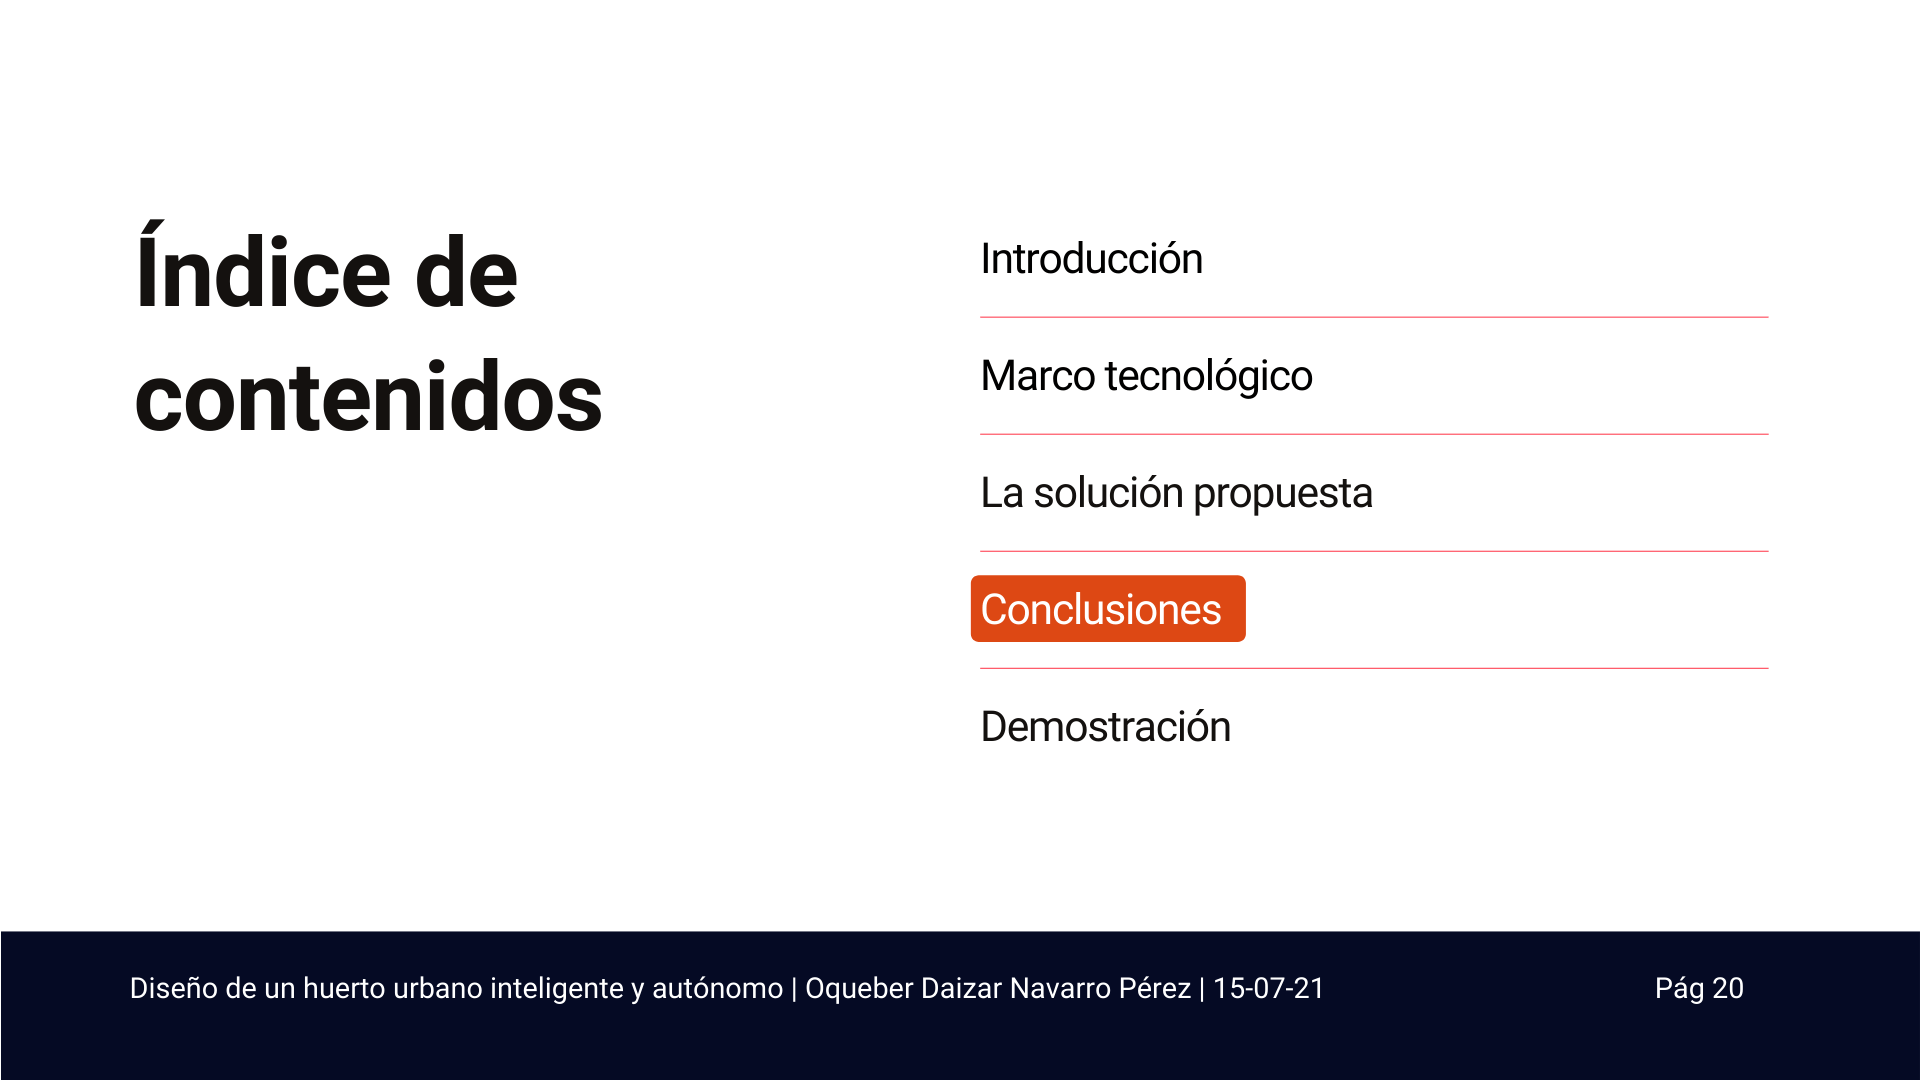 Índice de
contenidos
Introducción
Marco tecnológico
La solución propuesta
Conclusiones
Demostración
Diseño de un huerto urbano inteligente y autónomo | Oqueber Daizar Navarro Pérez | 15-07-21
Pág 20